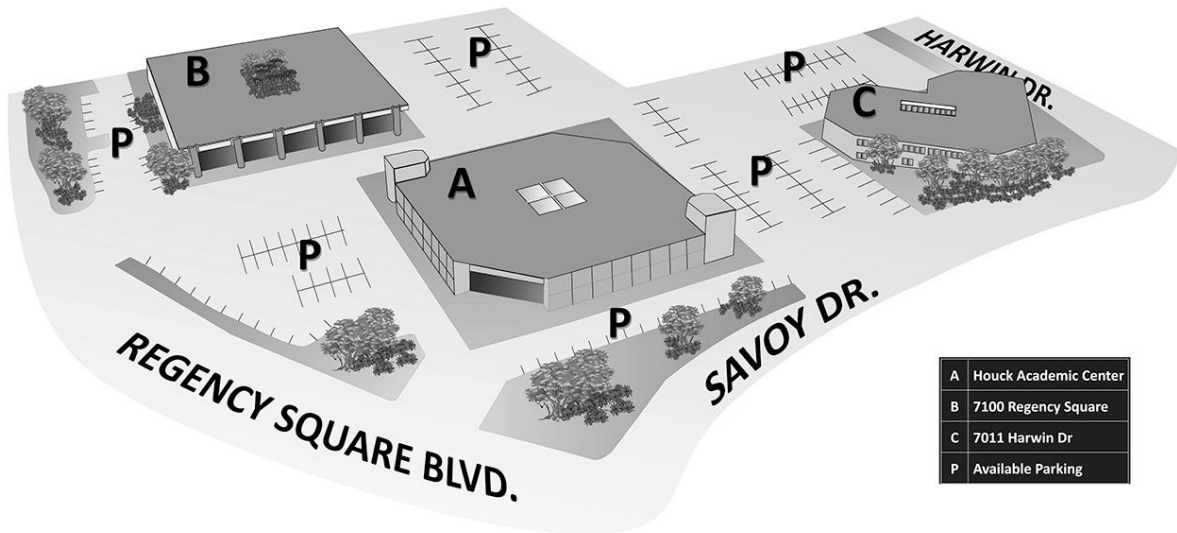 B
P
P
P
HARWIN DR.
C
A
P
P
P
REGENCY SQUARE BLVD.
SAVOY DR.
A Houck Academic Center
B 7100 Regency Square
C 7011 Harwin Dr
P Available Parking